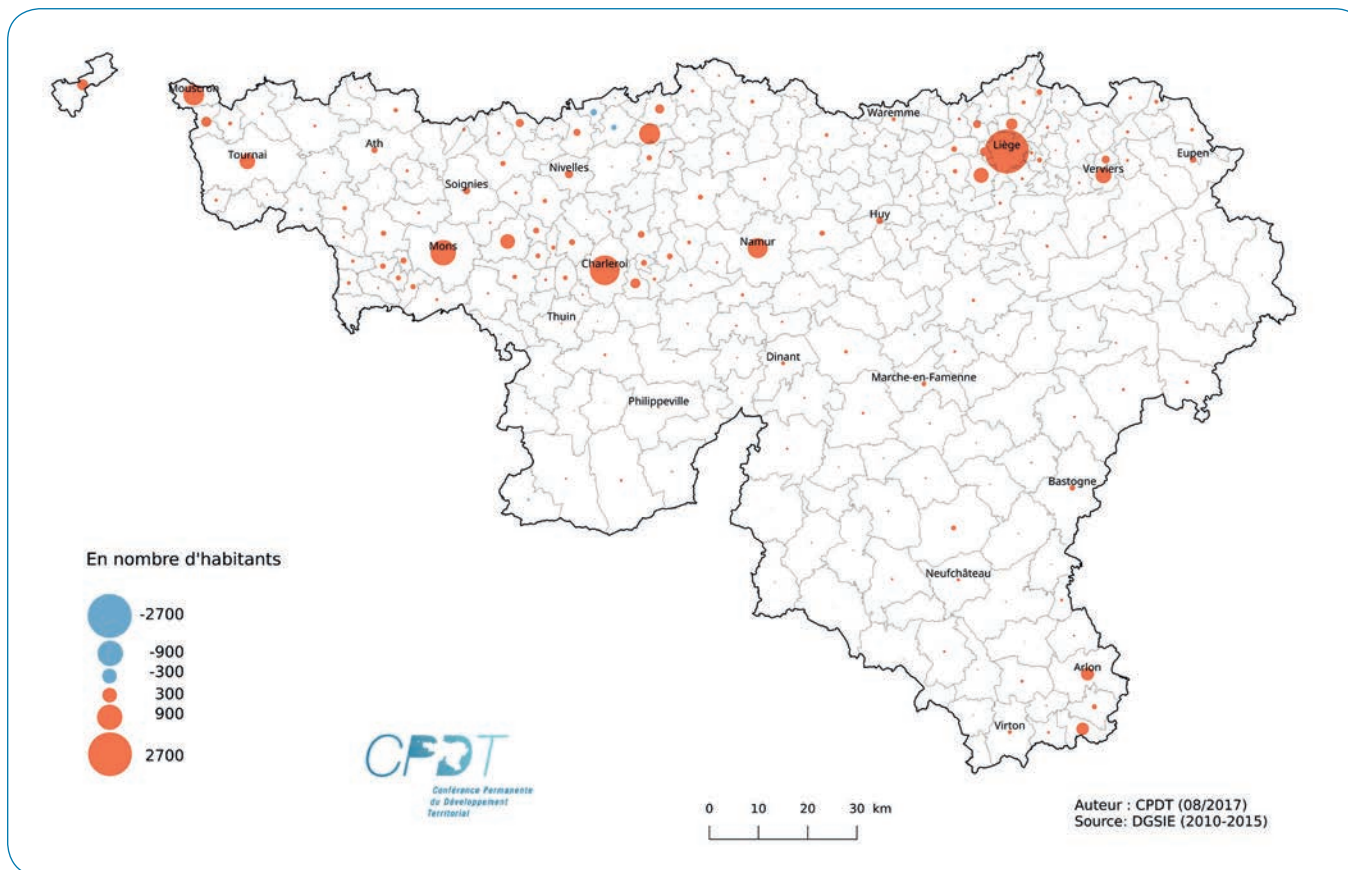 Mouscron
Waremme
Liège
Ath
Tournai
Eupen
Nivelles
Verviers
Soignies
Huy
Mons
Namur
Charleroi
Thuin
Dinant
Marche-en-Famenne
Philippeville
Bastogne
Neufchâteau
Arlon
Virton
En nombre d'habitants
-2700
-900
-300
300
900
2700
CPDT
Conférence Permanente
du Développement
Territorial
0 10 20 30 km
Auteur : CPDT (08/2017)
Source: DGSIE (2010-2015)